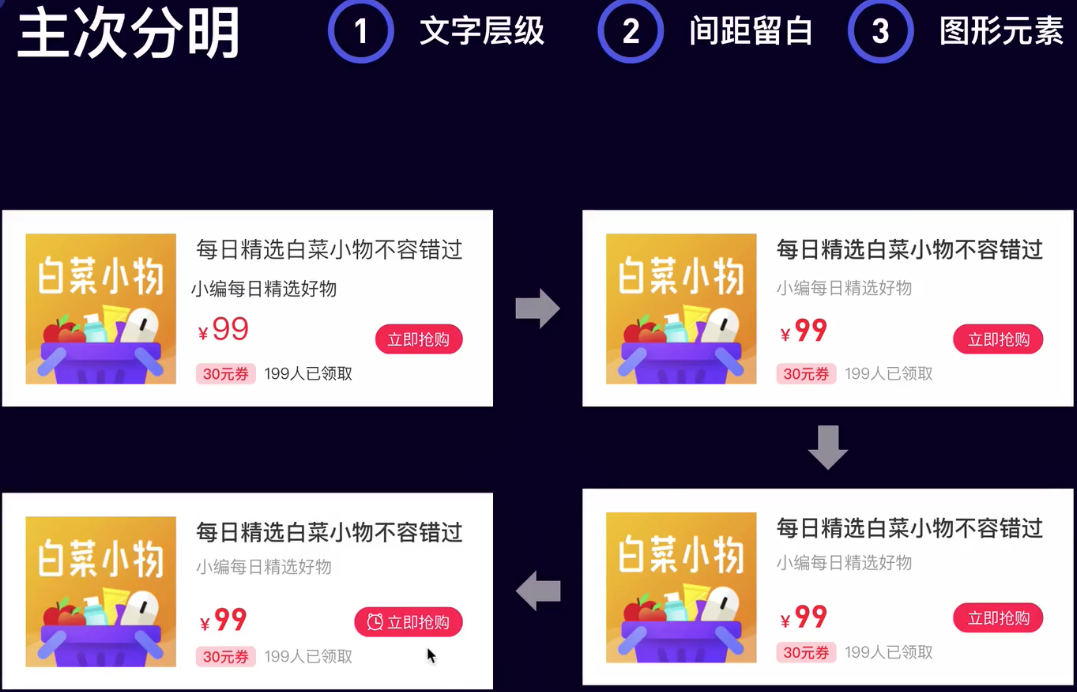 主次分明
1 文字层级
2 间距留白
3 图形元素
白菜小物
每日精选白菜小物不容错过
小编每日精选好物
¥99
立即抢购
30元券 199人已领取
白菜小物
每日精选白菜小物不容错过
小编每日精选好物
¥99
立即抢购
30元券 199人已领取
白菜小物
每日精选白菜小物不容错过
小编每日精选好物
¥99
立即抢购
30元券 199人已领取
白菜小物
每日精选白菜小物不容错过
小编每日精选好物
¥99
立即抢购
30元券 199人已领取